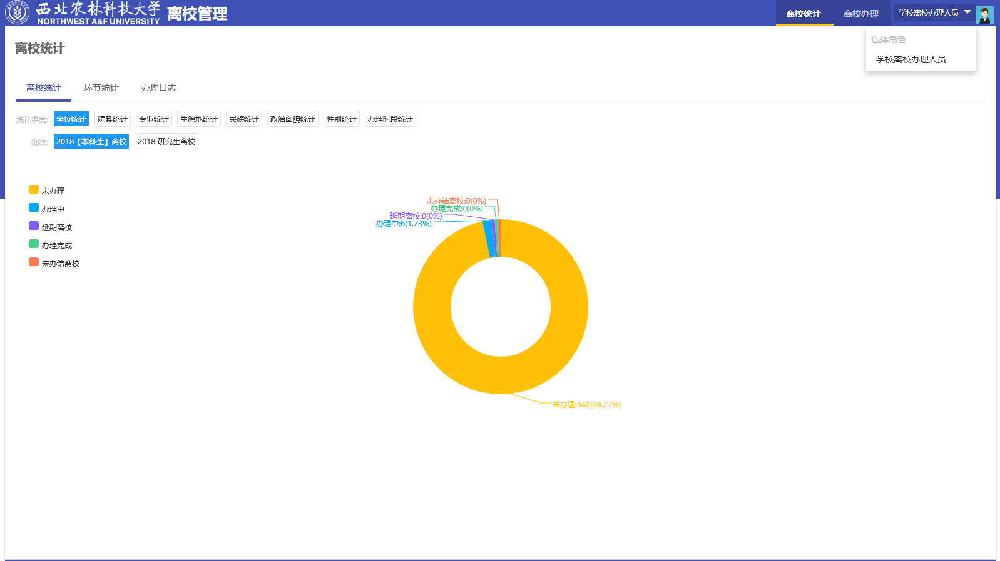 西北农林科技大学
NORTHWEST A&F UNIVERSITY
离校管理
离校统计
离校办理
学校离校办理人员
选择角色
学校离校办理人员
离校统计
离校统计
环节统计
办理日志
统计维度:
全校统计
院系统计
专业统计
生源地统计
民族统计
政治面貌统计
性别统计
办理时段统计
批次:
2018【本科生】离校
2018 研究生离校
未办理
办理中
延期离校
办理完成
未办结离校
未办结离校:0(0%)
办理完成:0(0%)
延期离校:0(0%)
办理中:6(1.73%)
未办理:340(98.27%)